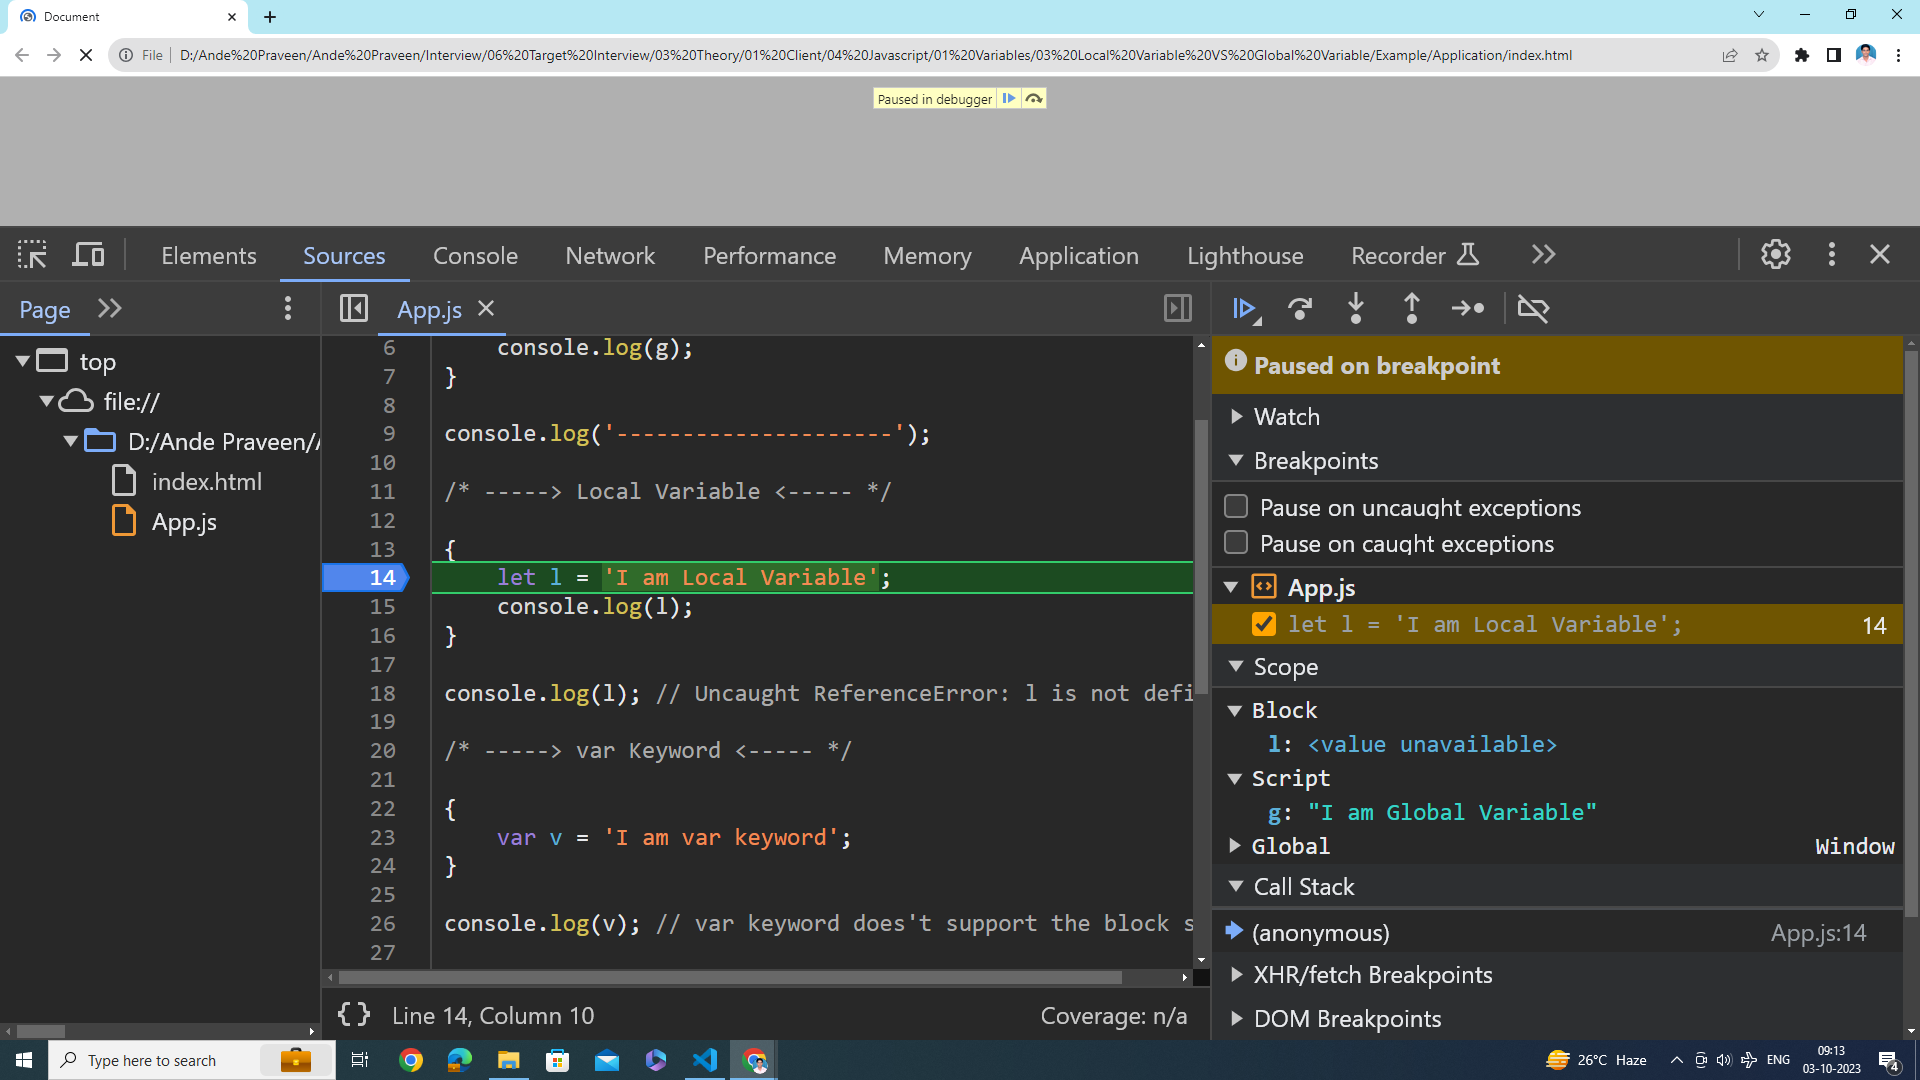 Document
File
D:/Ande%20Praveen/Ande%20Praveen/Interview/06%20Target%20Interview/03%20Theory/01%20Client/04%20Javascript/01%20Variables/03%20Local%20Variable%20VS%20Global%20Variable/Example/Application/index.html
Paused in debugger
Elements Sources Console Network Performance Memory Application Lighthouse Recorder
Page
App.js
top
file://
D:/Ande Praveen/A
index.html
App.js
6 console.log(g);
7 }
8
9 console.log('---------------------');
10
11 /* -----> Local Variable <----- */
12
13 {
14 let l = 'I am Local Variable';
15 console.log(l);
16 }
17
18 console.log(l); // Uncaught ReferenceError: l is not defi
19
20 /* -----> var Keyword <----- */
21
22 {
23 var v = 'I am var keyword';
24 }
25
26 console.log(v); // var keyword does't support the block s
27
{} Line 14, Column 10
Coverage: n/a
Paused on breakpoint
Watch
Breakpoints
Pause on uncaught exceptions
Pause on caught exceptions
App.js
let l = 'I am Local Variable'; 14
Scope
Block
l: <value unavailable>
Script
g: "I am Global Variable"
Global Window
Call Stack
(anonymous) App.js:14
XHR/fetch Breakpoints
DOM Breakpoints
Type here to search
26°C Haze
ENG
09:13
03-10-2023
4